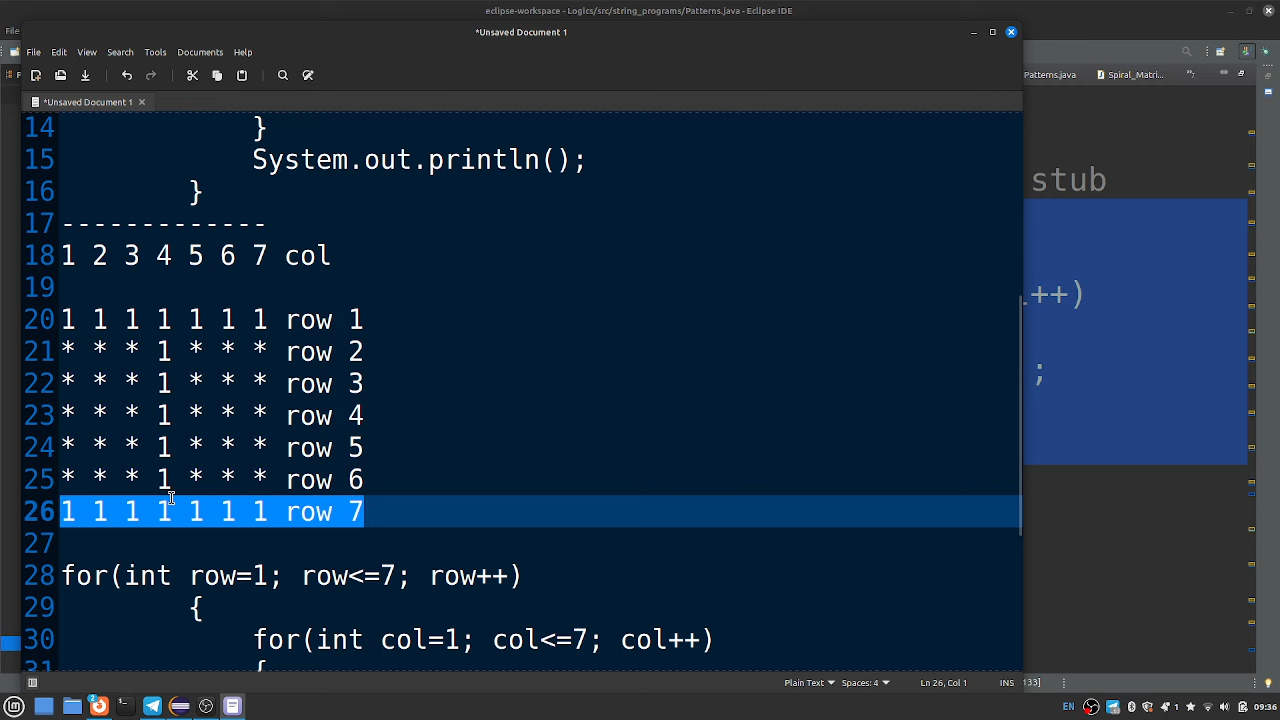 eclipse-workspace - Logics/src/string_programs/Patterns.java - Eclipse IDE
*Unsaved Document 1
File Edit View Search Tools Documents Help
*Unsaved Document 1
Patterns.java
Spiral_Matri...
14 }
15 System.out.println();
16 }
17 -------------
18 1 2 3 4 5 6 7 col
19
20 1 1 1 1 1 1 1 row 1
21 * * * 1 * * * row 2
22 * * * 1 * * * row 3
23 * * * 1 * * * row 4
24 * * * 1 * * * row 5
25 * * * 1 * * * row 6
26 1 1 1 1 1 1 1 row 7
27
28 for(int row=1; row<=7; row++)
29 {
30 for(int col=1; col<=7; col++)
31 {
stub
++)
;
Plain Text Spaces: 4 Ln 26, Col 1 INS
133]
2
EN
1
09:36